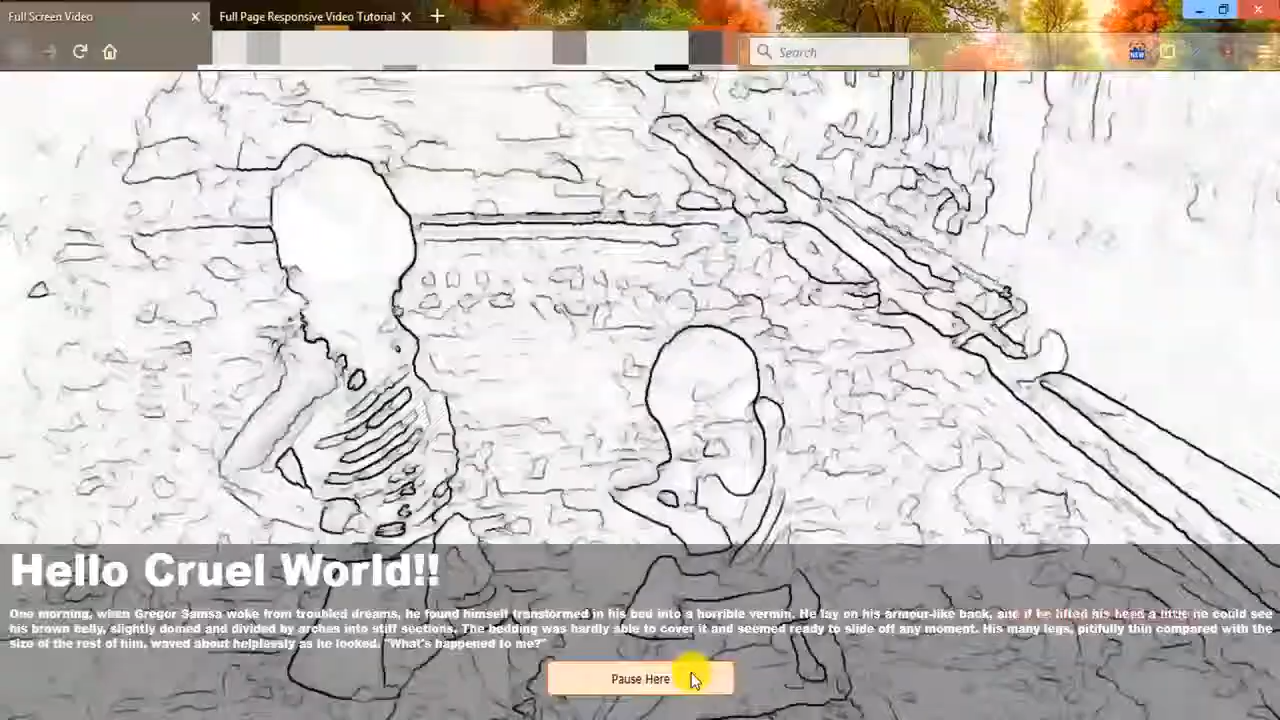 Full Screen Video
Full Page Responsive Video Tutorial
Search
NEW
Hello Cruel World!!
One morning, when Gregor Samsa woke from troubled dreams, he found himself transformed in his bed into a horrible vermin. He lay on his armour-like back, and if he lifted his head a little he could see
his brown belly, slightly domed and divided by arches into stiff sections. The bedding was hardly able to cover it and seemed ready to slide off any moment. His many legs, pitifully thin compared with the
size of the rest of him, waved about helplessly as he looked. "What's happened to me?"
Pause Here